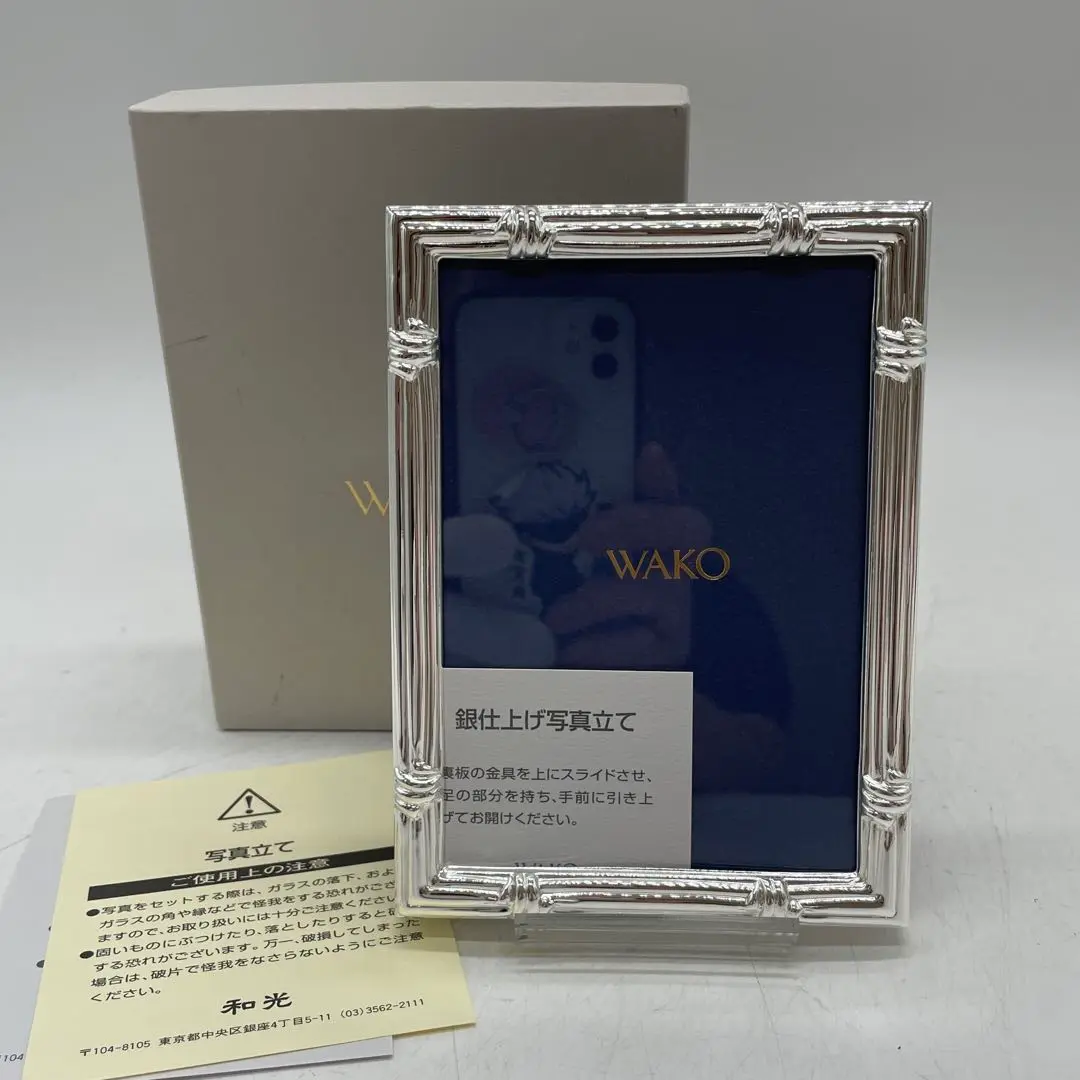 W
WAKO
銀仕上げ写真立て
裏板の金具を上にスライドさせ、
足の部分を持ち、手前に引き上
げてお開けください。
WAKO
注意
写真立て
ご使用上の注意
●写真をセットする際は、ガラスの落下、およ
ガラスの角や縁などで怪我をする恐れがござ
ますので、お取り扱いには十分ご注意ください
●固いものにぶつけたり、落としたりすると破
する恐れがございます。万一、破損してしまった
場合は、破片で怪我をなさらないようにご注意
ください。
和光
〒104-8105 東京都中央区銀座4丁目5-11 (03)3562-2111
104